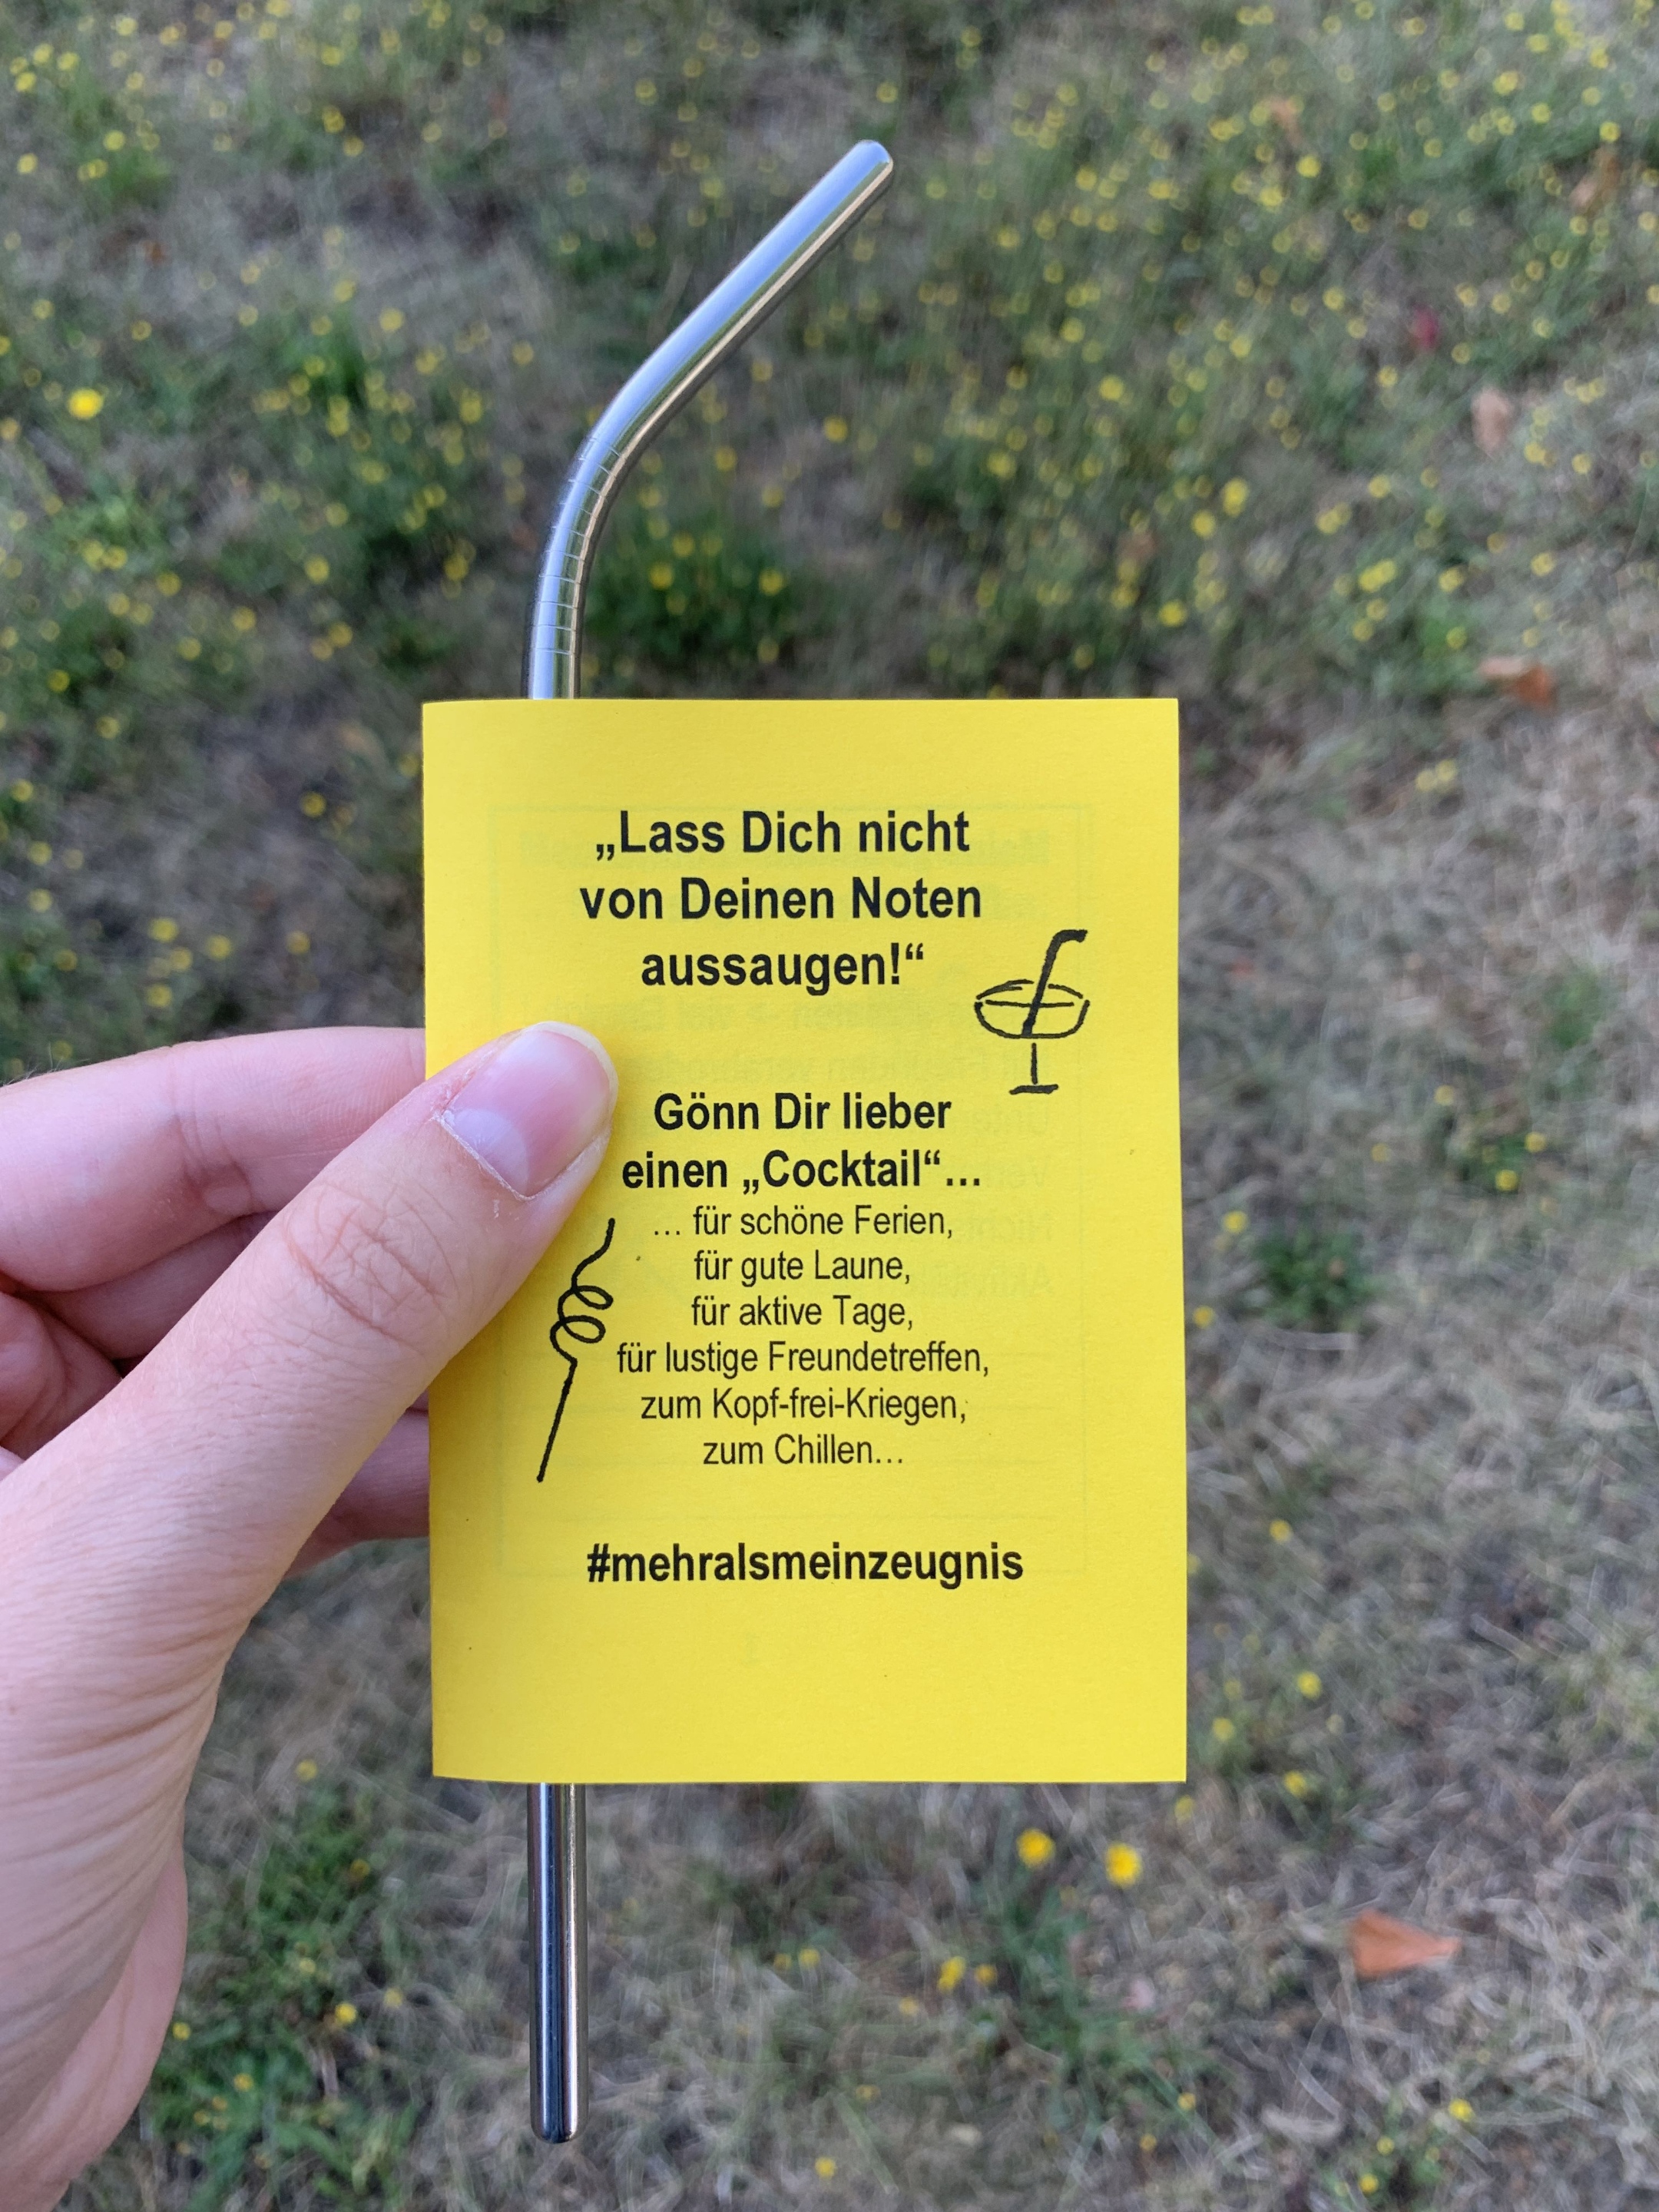 „Lass Dich nicht
von Deinen Noten
aussaugen!“
Gönn Dir lieber
einen „Cocktail“…
… für schöne Ferien,
für gute Laune,
für aktive Tage,
für lustige Freundetreffen,
zum Kopf-frei-Kriegen,
zum Chillen…
#mehralsmeinzeugnis